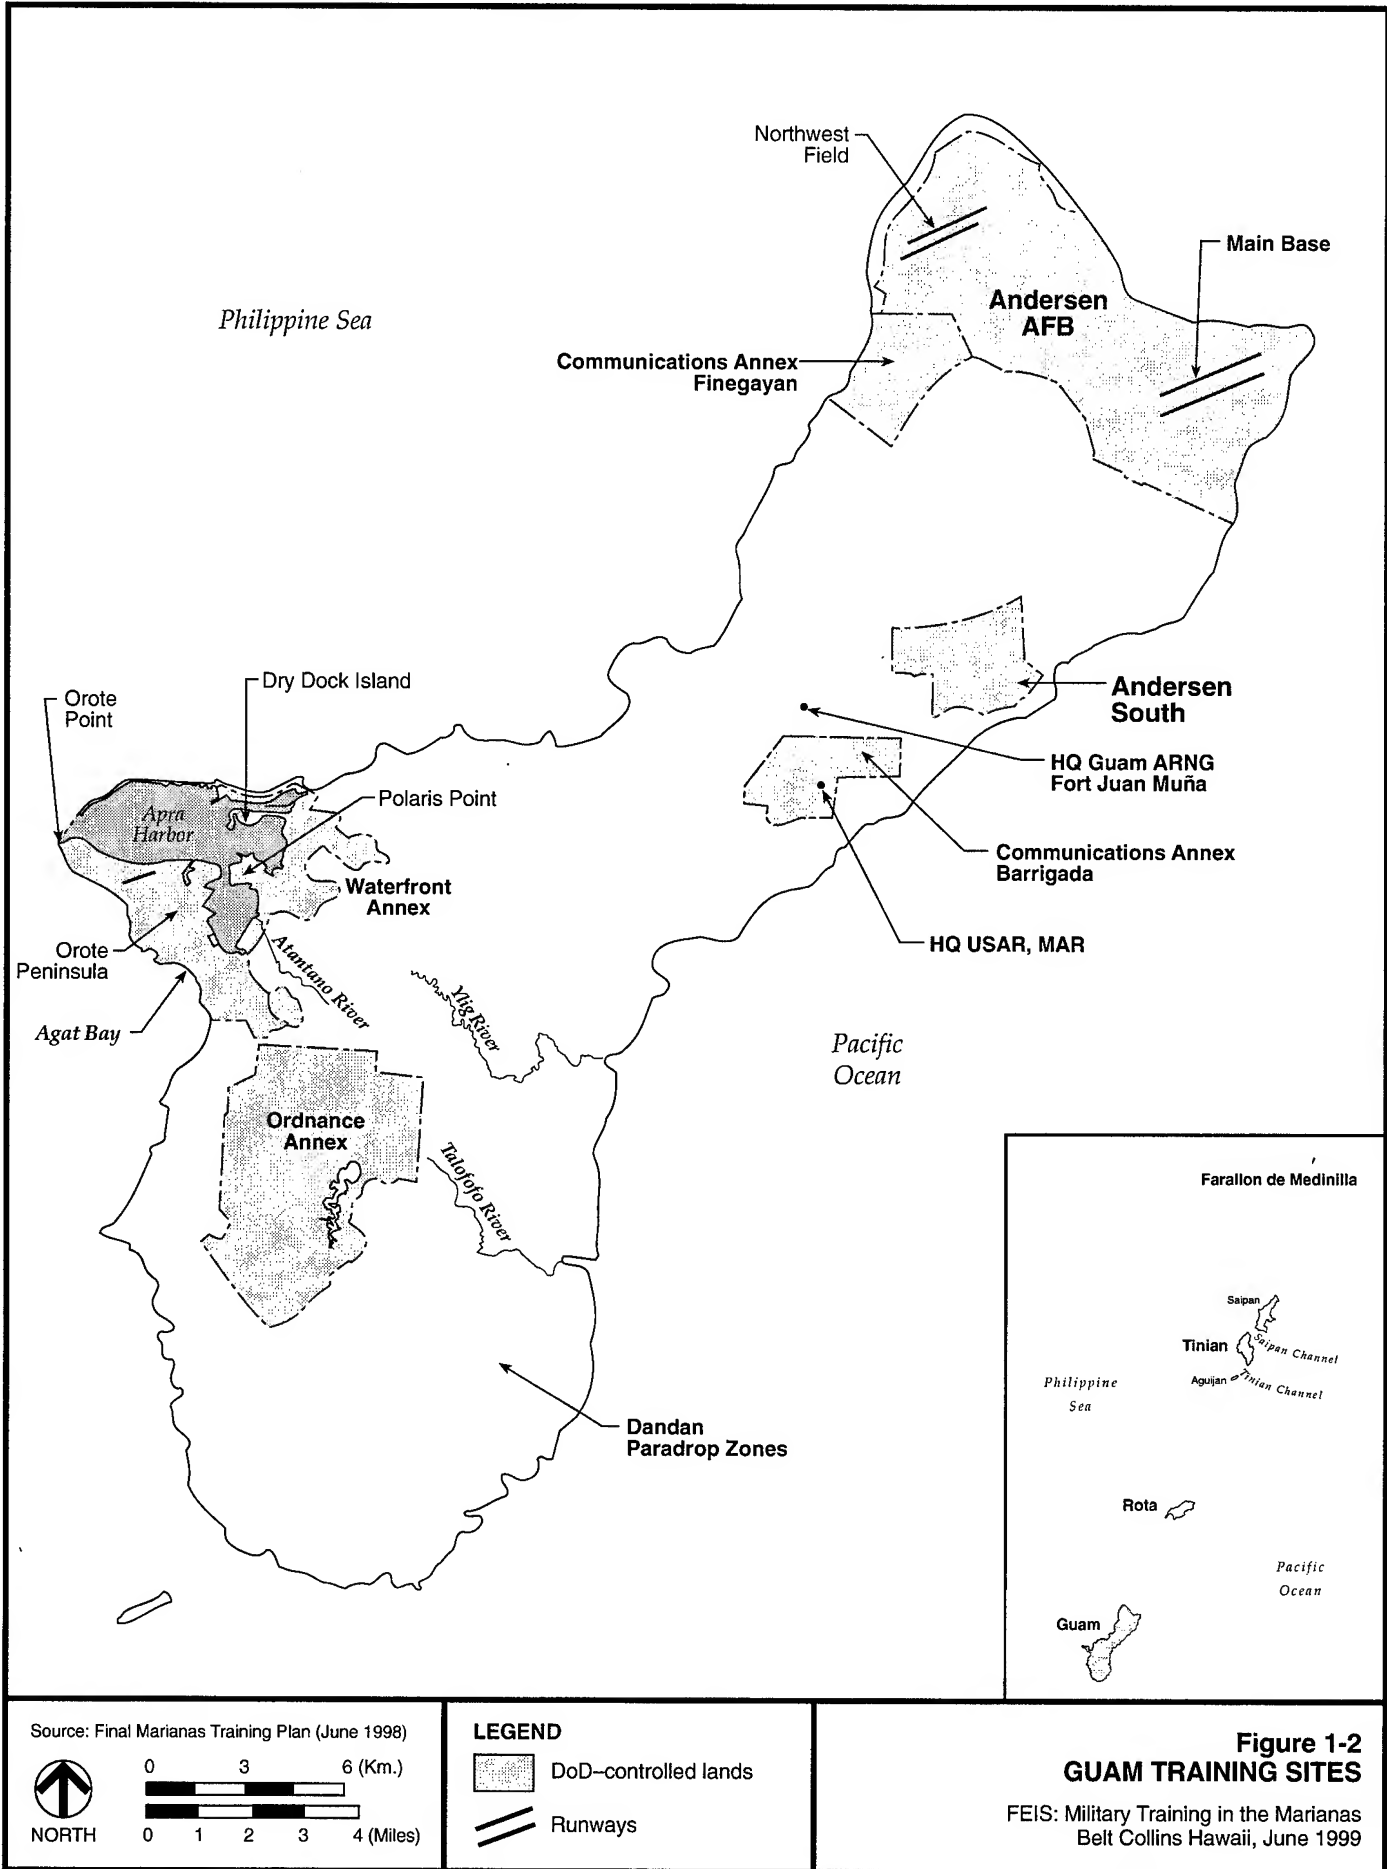 Northwest
Field
Main Base
Philippine Sea
Andersen
AFB
Communications Annex
Finegayan
Dry Dock Island
Orote
Point
Andersen
South
HQ Guam ARNG
Fort Juan Muña
Polaris Point
Apra
Harbor
Communications Annex
Barrigada
Waterfront
Annex
HQ USAR, MAR
Orote
Peninsula
Atantano River
Ylig River
Agat Bay
Pacific
Ocean
Ordnance
Annex
Talofofo River
Dandan
Paradrop Zones
Farallon de Medinilla
Saipan
Tinian
Saipan Channel
Aguijan
Tinian Channel
Philippine
Sea
Rota
Pacific
Ocean
Guam
Source: Final Marianas Training Plan (June 1998)
0 3 6 (Km.)
NORTH
0 1 2 3 4 (Miles)
LEGEND
DoD–controlled lands
Runways
Figure 1-2
GUAM TRAINING SITES
FEIS: Military Training in the Marianas
Belt Collins Hawaii, June 1999